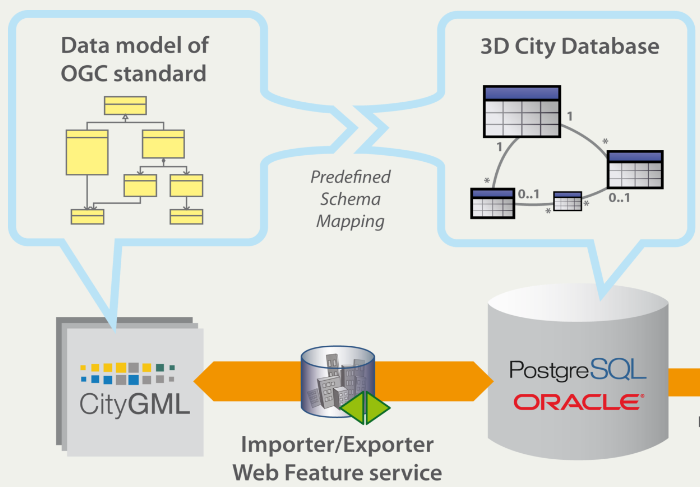 Data model of
OGC standard
3D City Database
1
1
*
*
0..1
*
*
0..1
Predefined
Schema
Mapping
CityGML
PostgreSQL
ORACLE®
Importer/Exporter
Web Feature service